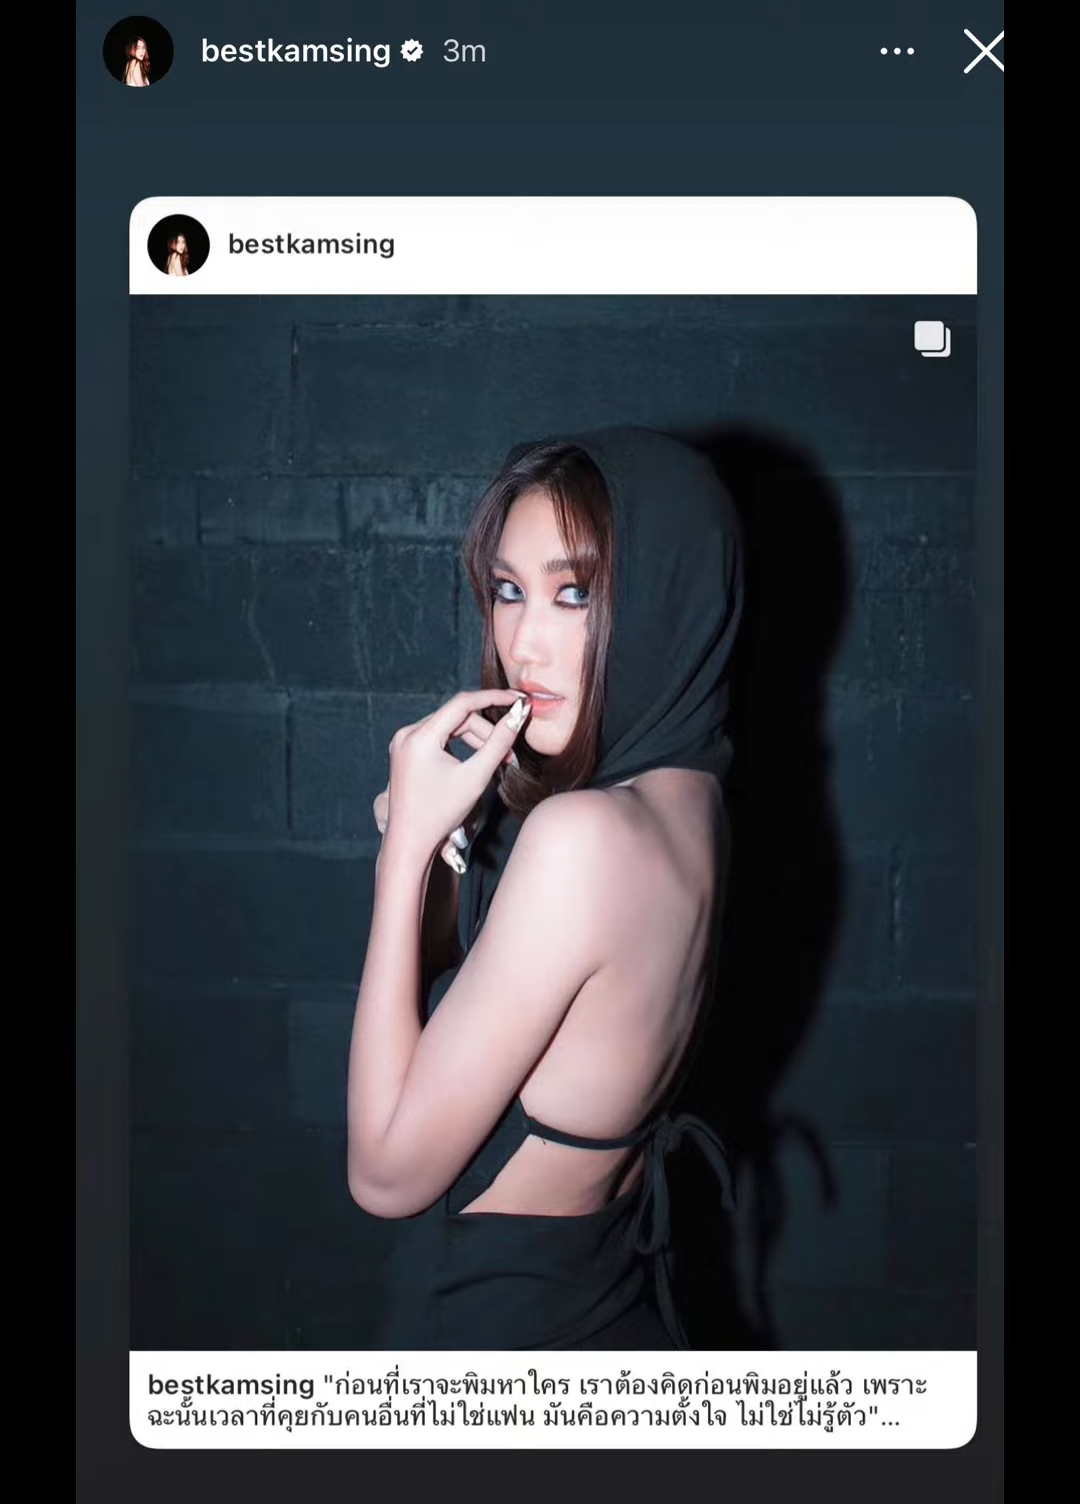 bestkamsing 3m
bestkamsing
bestkamsing "ก่อนที่เราจะพิมหาใคร เราต้องคิดก่อนพิมอยู่แล้ว เพราะ
ฉะนั้นเวลาที่คุยกับคนอื่นที่ไม่ใช่แฟน มันคือความตั้งใจ ไม่ใช่ไม่รู้ตัว"...